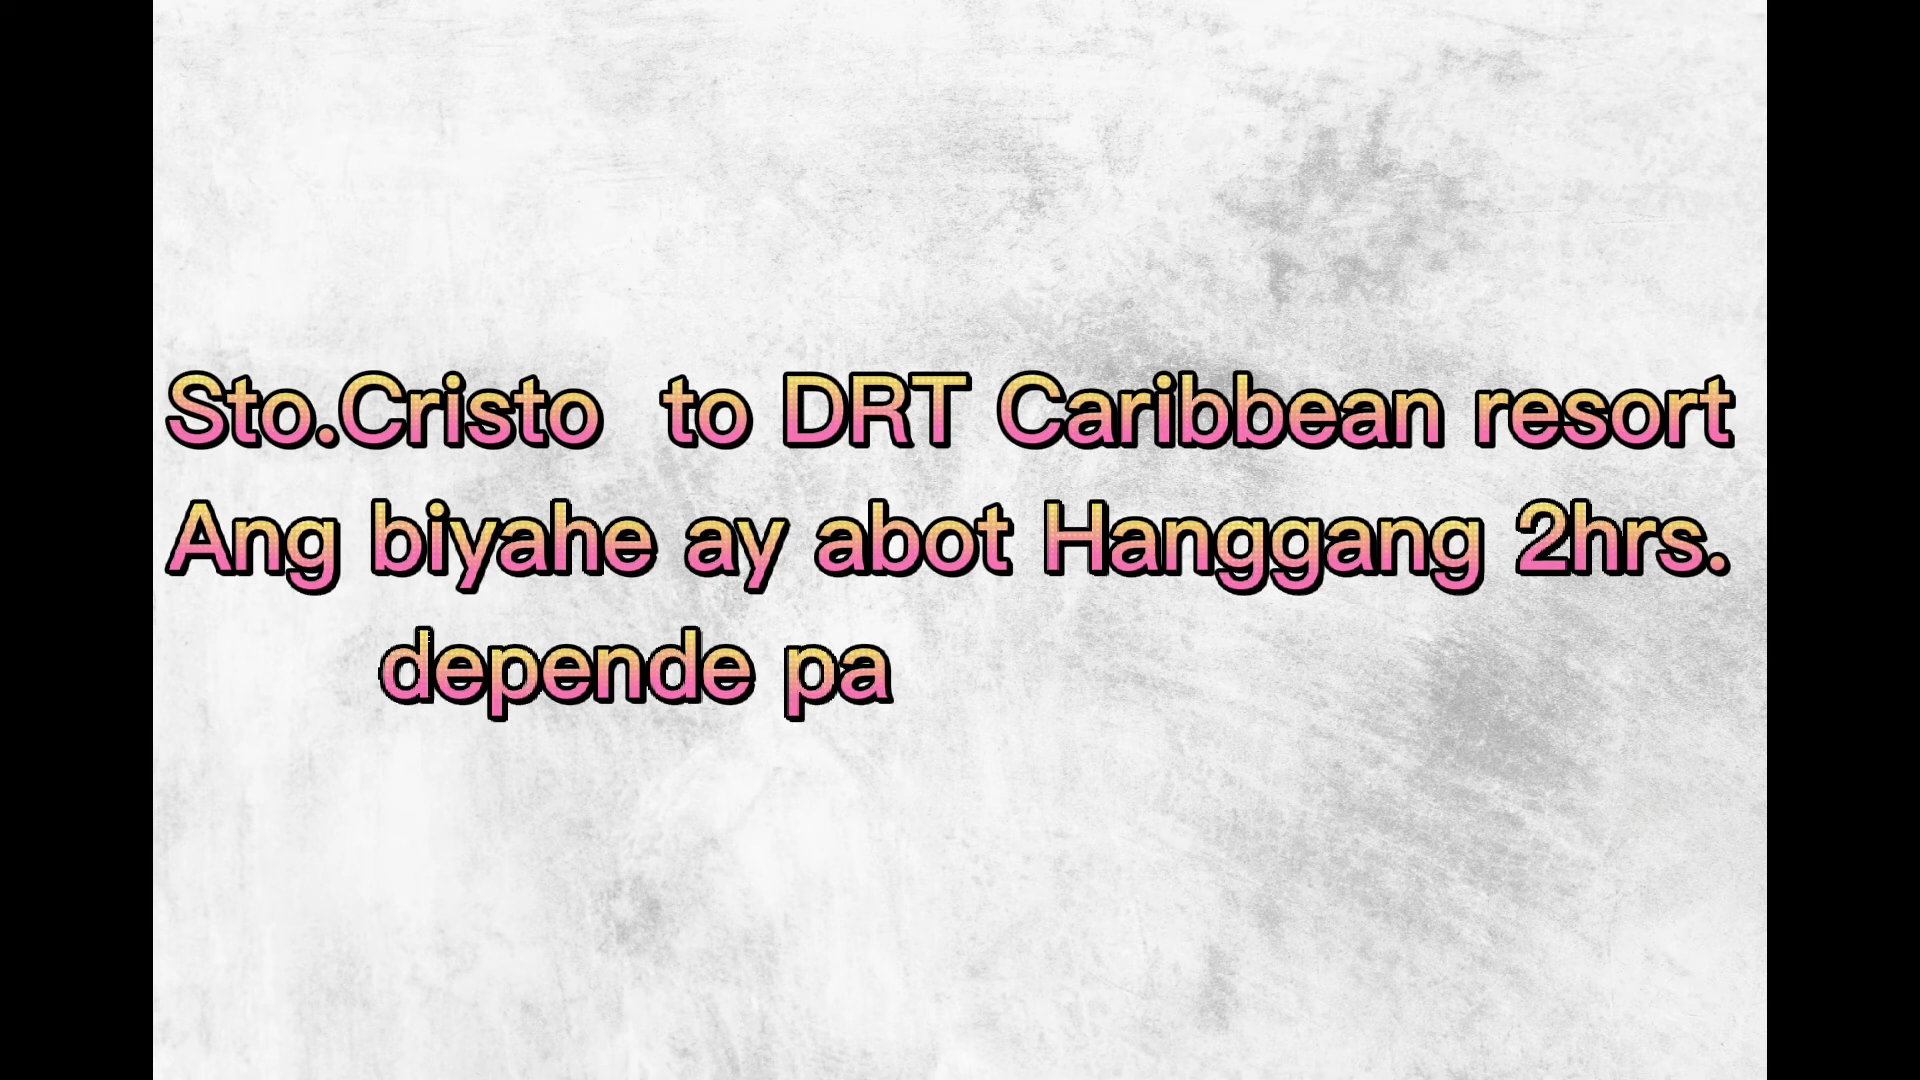 Sto.Cristo  to DRT Caribbean resort
Ang biyahe ay abot Hanggang 2hrs.
depende pa